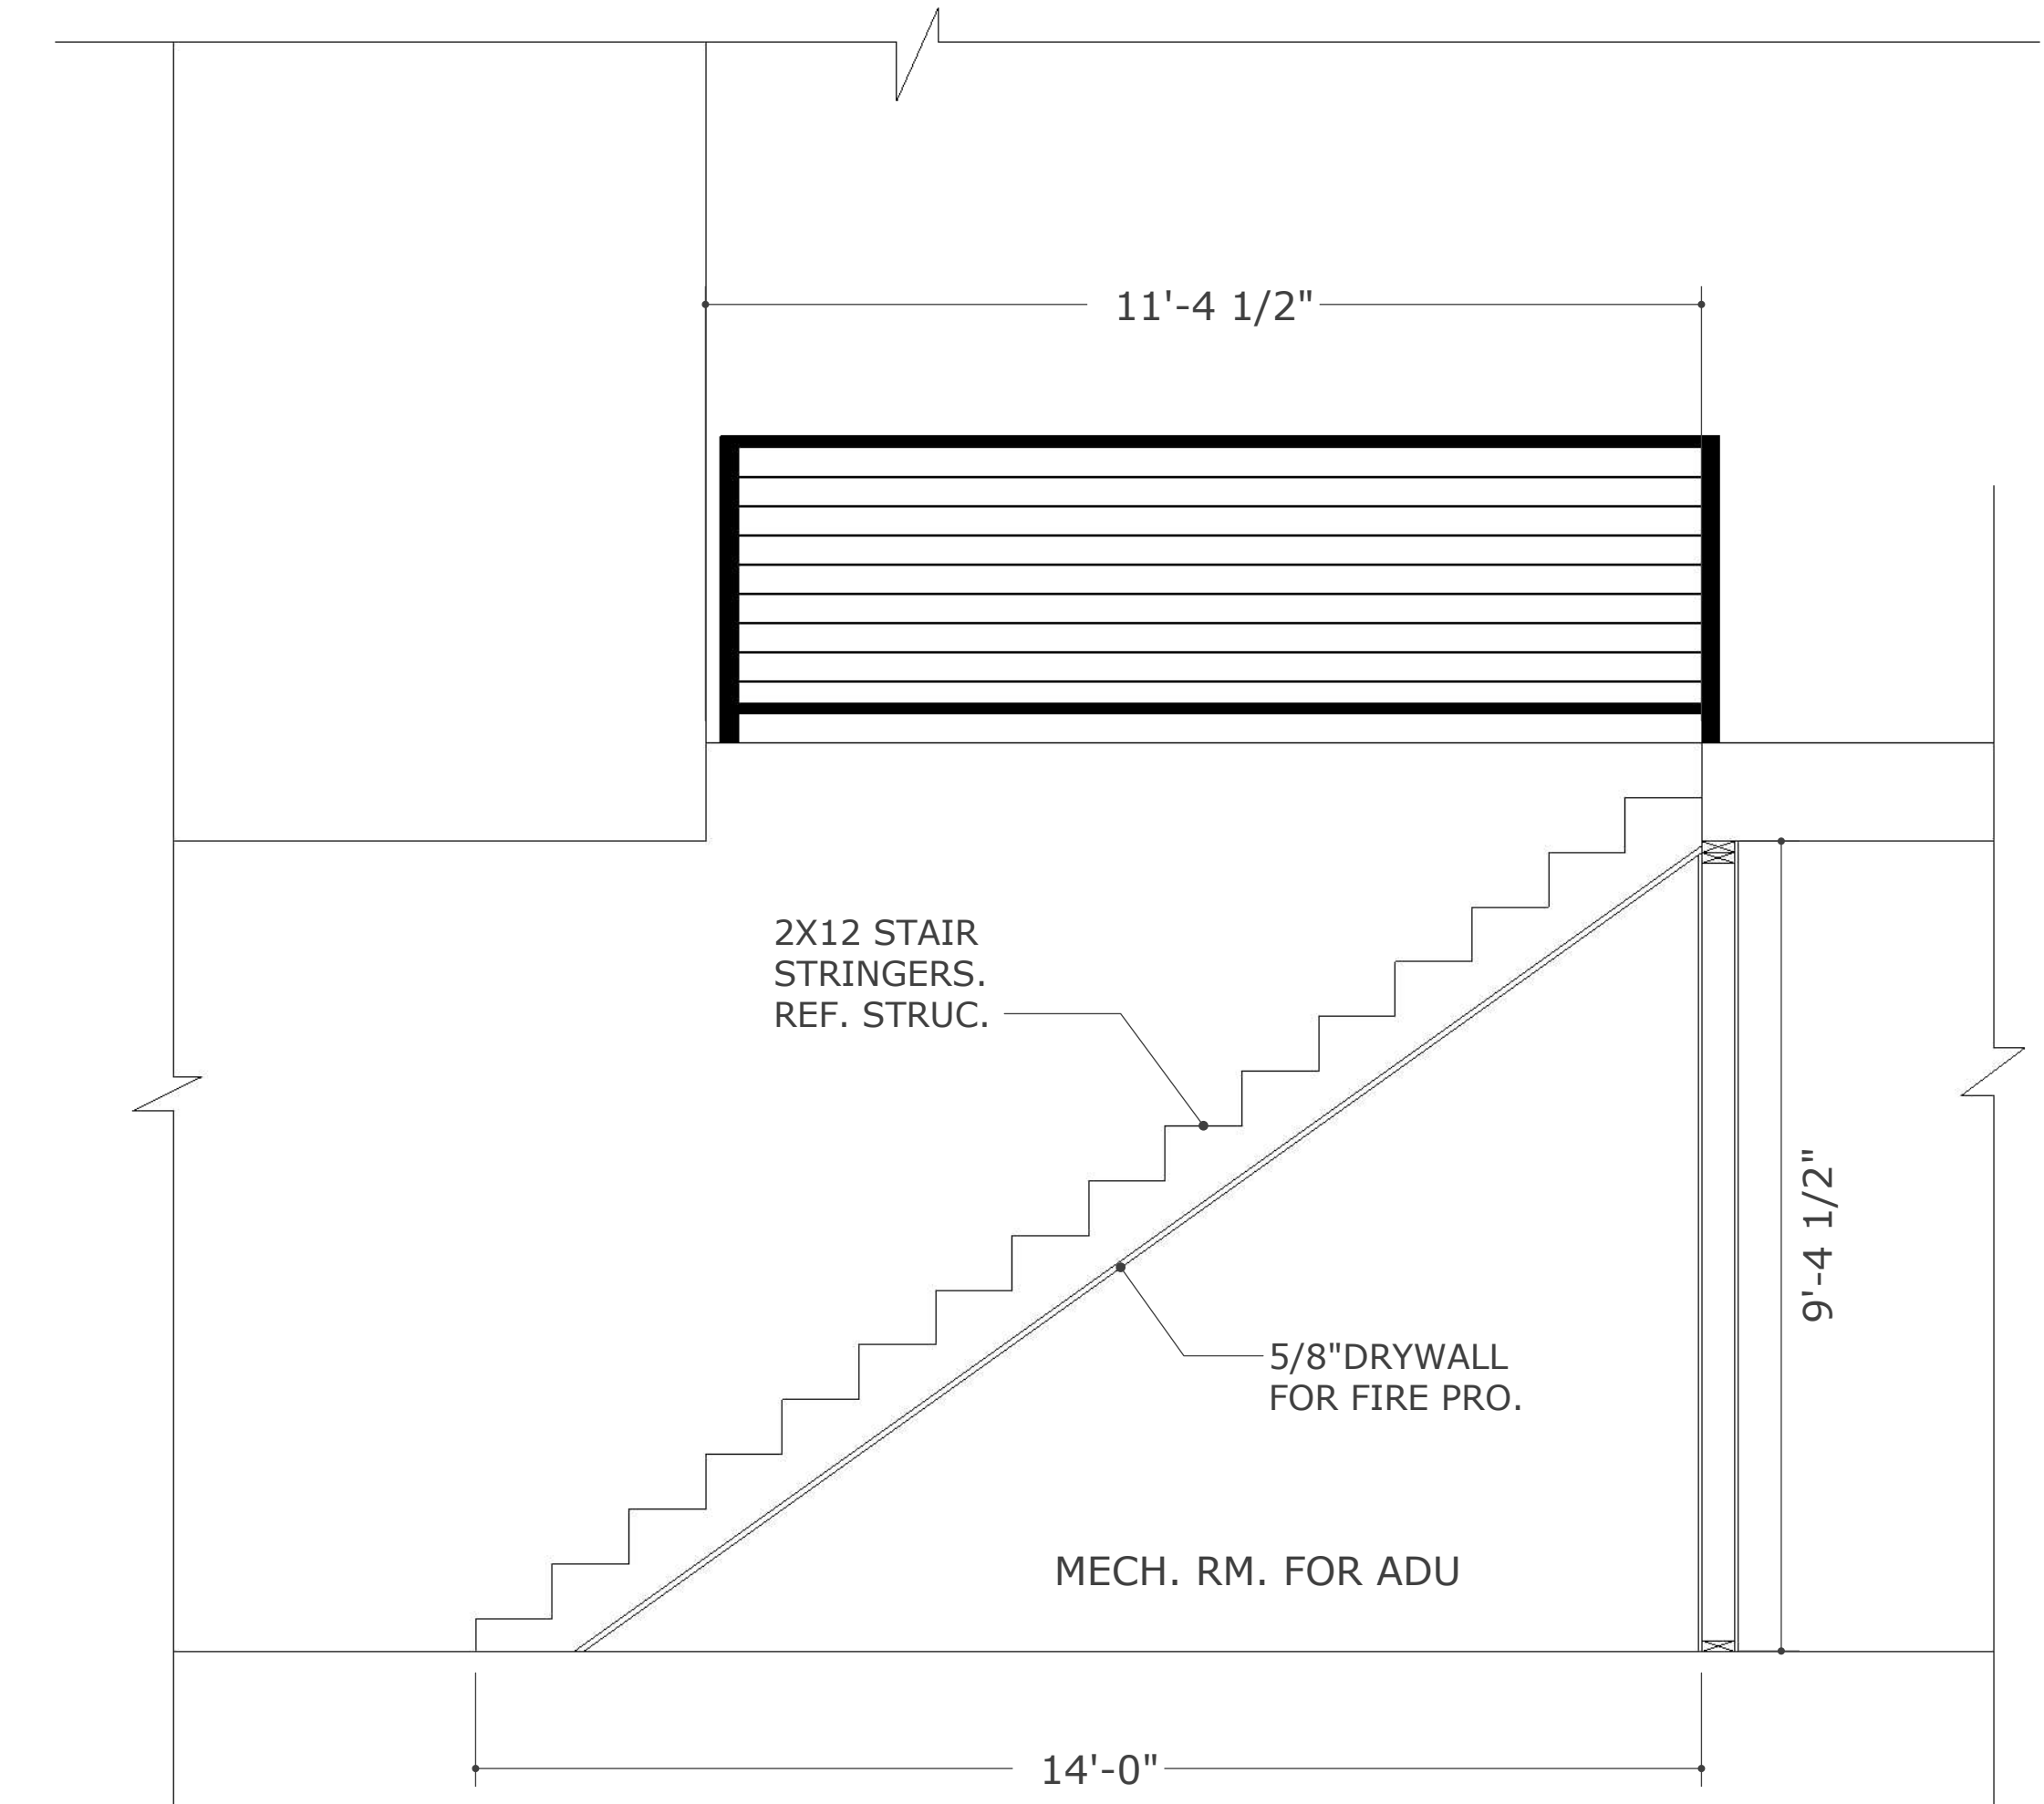 11'-4 1/2"
2X12 STAIR
STRINGERS.
REF. STRUC.
9'-4 1/2"
5/8"DRYWALL
FOR FIRE PRO.
MECH. RM. FOR ADU
14'-0"